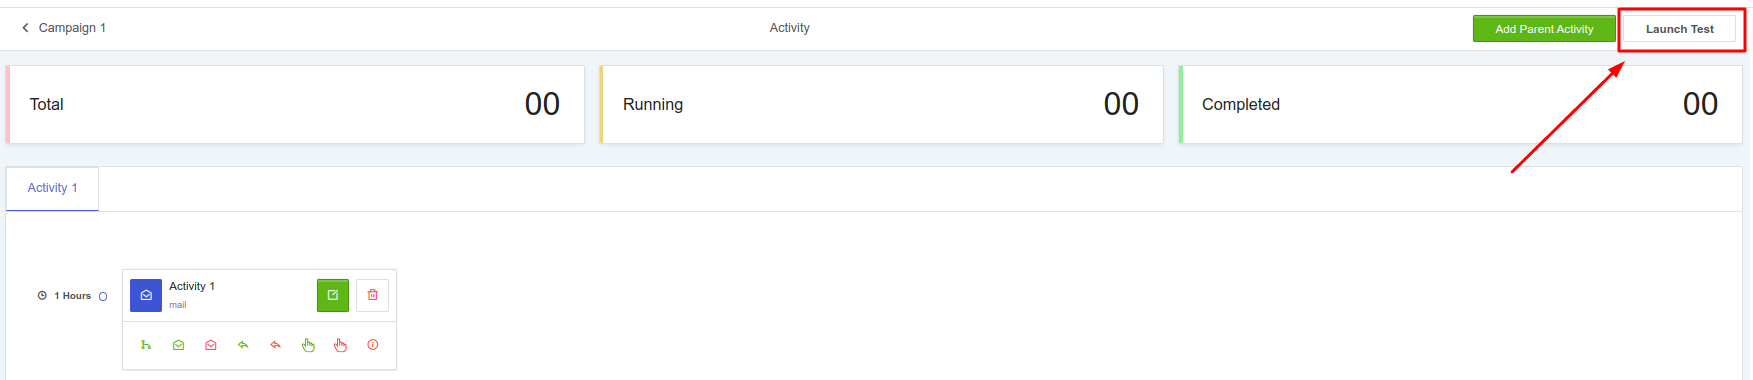 Campaign 1
Activity
Add Parent Activity
Launch Test
Total
00
Running
00
Completed
00
Activity 1
1 Hours
Activity 1
mail